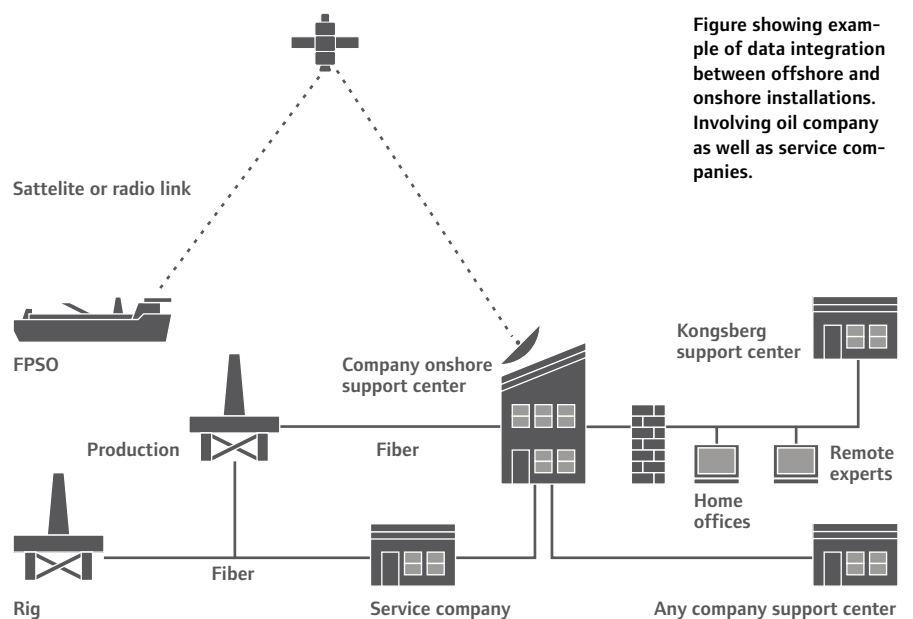 Figure showing exam-
ple of data integration
between offshore and
onshore installations.
Involving oil company
as well as service com-
panies.
Sattelite or radio link
FPSO
Company onshore
support center
Kongsberg
support center
Production
Fiber
Remote
experts
Home
offices
Fiber
Rig
Service company
Any company support center